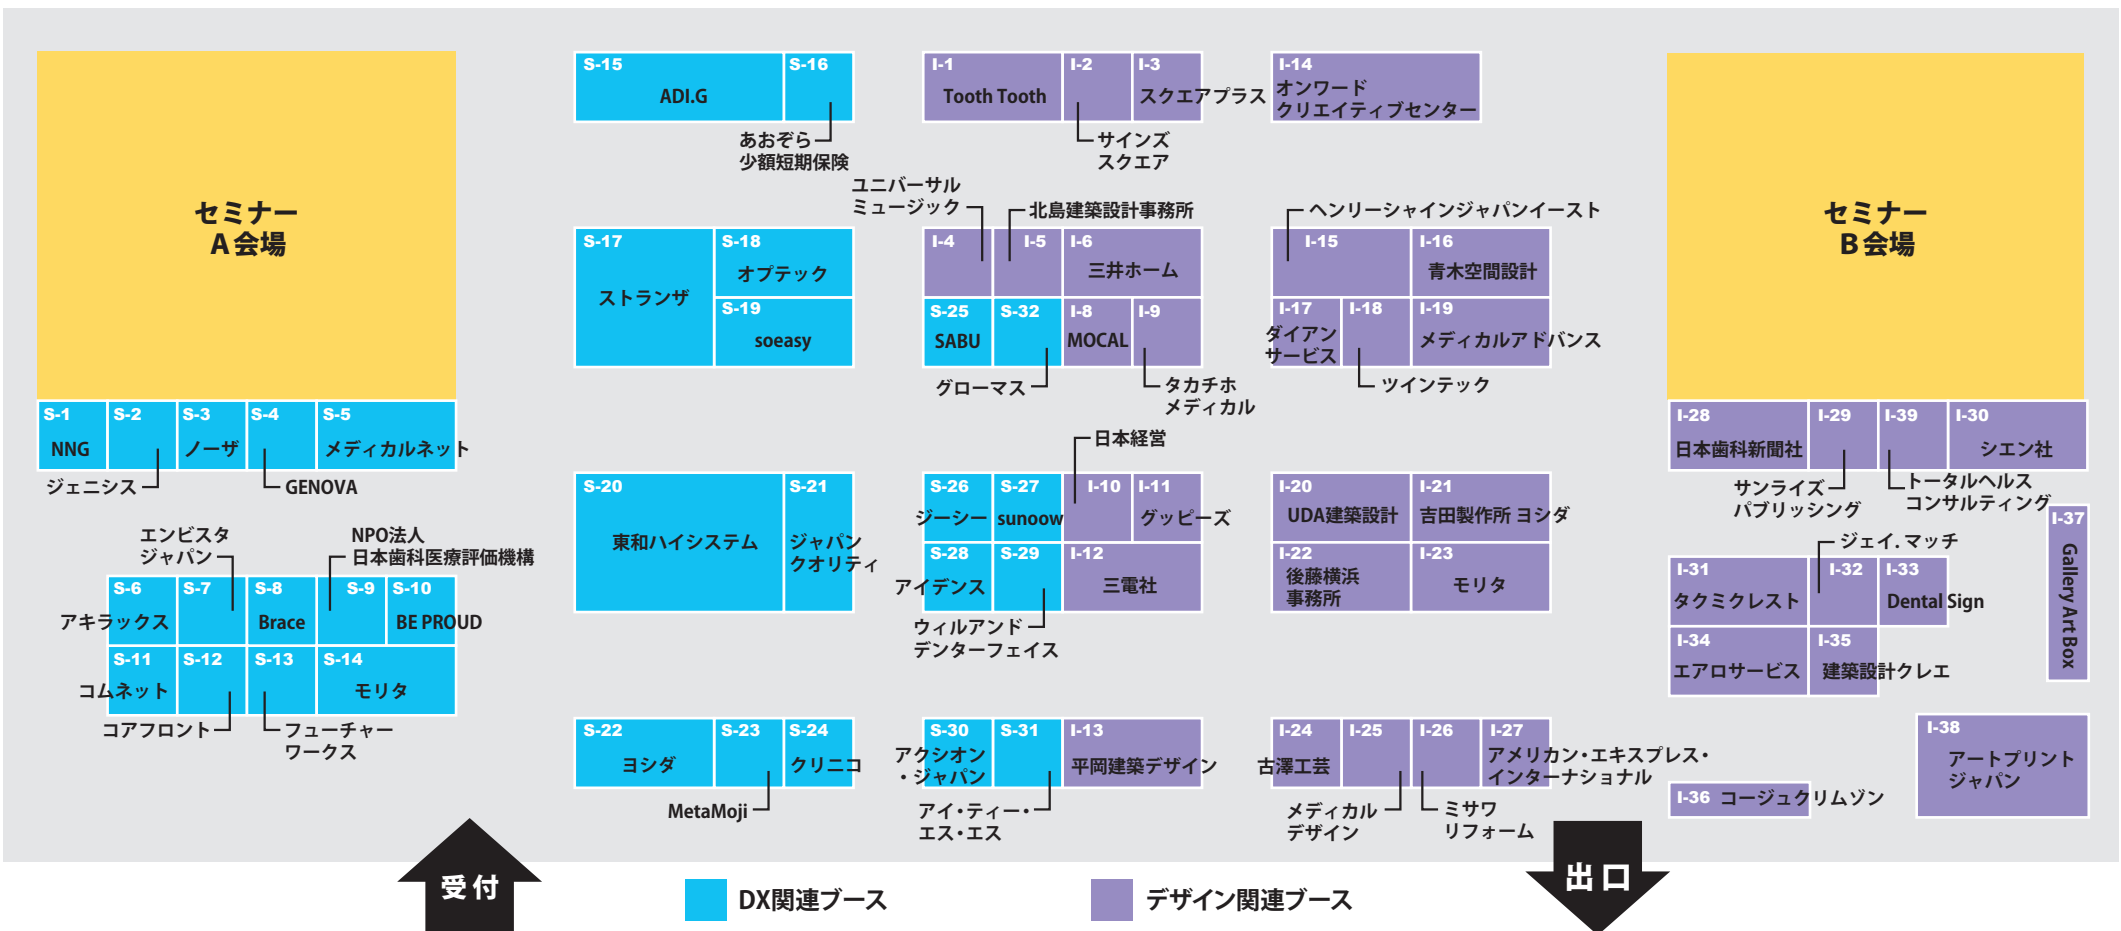 セミナー
A会場
S-1
NNG
S-2
ジェニシス
S-3
ノーザ
S-4
GENOVA
S-5
メディカルネット
S-6
アキラックス
S-7
エンビスタ
ジャパン
S-8
Brace
S-9
NPO法人
日本歯科医療評価機構
S-10
BE PROUD
S-11
コムネット
S-12
コアフロント
S-13
フューチャー
ワークス
S-14
モリタ
S-15
ADI.G
S-16
あおぞら
少額短期保険
S-17
ストランザ
S-18
オプテック
S-19
soeasy
S-20
東和ハイシステム
S-21
ジャパン
クオリティ
S-22
ヨシダ
S-23
MetaMoji
S-24
クリニコ
I-1
Tooth Tooth
I-2
サインズ
スクエア
I-3
スクエアプラス
I-4
ユニバーサル
ミュージック
I-5
北島建築設計事務所
I-6
三井ホーム
S-25
SABU
S-32
グローマス
I-8
MOCAL
I-9
タカチホ
メディカル
S-26
ジーシー
S-27
sunoow
I-10
日本経営
I-11
グッピーズ
S-28
アイデンス
S-29
ウィルアンド
デンターフェイス
I-12
三電社
S-30
アクシオン
・ジャパン
S-31
アイ・ティー・
エス・エス
I-13
平岡建築デザイン
I-14
オンワード
クリエイティブセンター
I-15
ヘンリーシャインジャパンイースト
I-16
青木空間設計
I-17
ダイアン
サービス
I-18
ツインテック
I-19
メディカルアドバンス
I-20
UDA建築設計
I-21
吉田製作所 ヨシダ
I-22
後藤横浜
事務所
I-23
モリタ
I-24
古澤工芸
I-25
メディカル
デザイン
I-26
ミサワ
リフォーム
I-27
アメリカン・エキスプレス・
インターナショナル
セミナー
B会場
I-28
日本歯科新聞社
I-29
サンライズ
パブリッシング
I-39
トータルヘルス
コンサルティング
I-30
シエン社
I-31
タクミクレスト
I-32
ジェイ.マッチ
I-33
Dental Sign
I-34
エアロサービス
I-35
建築設計クレエ
I-37
Gallery Art Box
I-38
アートプリント
ジャパン
I-36 コージュクリムゾン
受付
DX関連ブース
デザイン関連ブース
出口